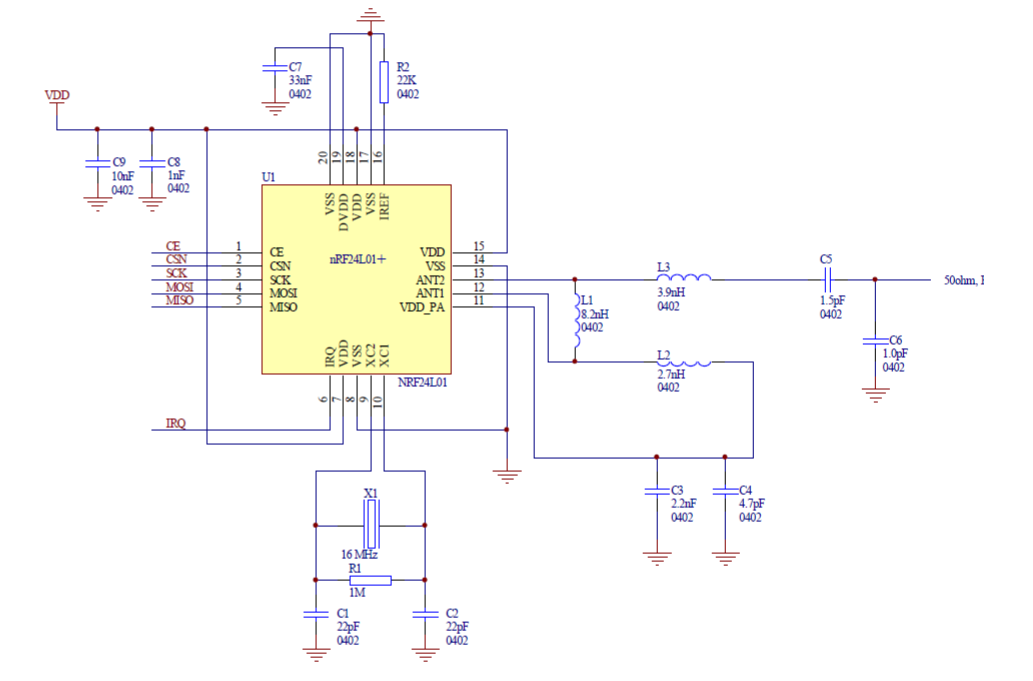 C7
33nF
0402
R2
22K
0402
VDD
C9
10nF
0402
C8
1nF
0402
20
19
18
17
16
U1
VSS
DVDD
VDD
VSS
IREF
CE
CSN
SCK
MOSI
MISO
1
2
3
4
5
CE
CSN
SCK
MOSI
MISO
nRF24L01+
VDD
VSS
ANT2
ANT1
VDD_PA
15
14
13
12
11
IRQ
VDD
VSS
XC2
XC1
NRF24L01
6
7
8
9
10
IRQ
L3
3.9nH
0402
L1
8.2nH
0402
L2
2.7nH
0402
C5
1.5pF
0402
50ohm,
C6
1.0pF
0402
C3
2.2nF
0402
C4
4.7pF
0402
X1
16 MHz
R1
1M
C1
22pF
0402
C2
22pF
0402